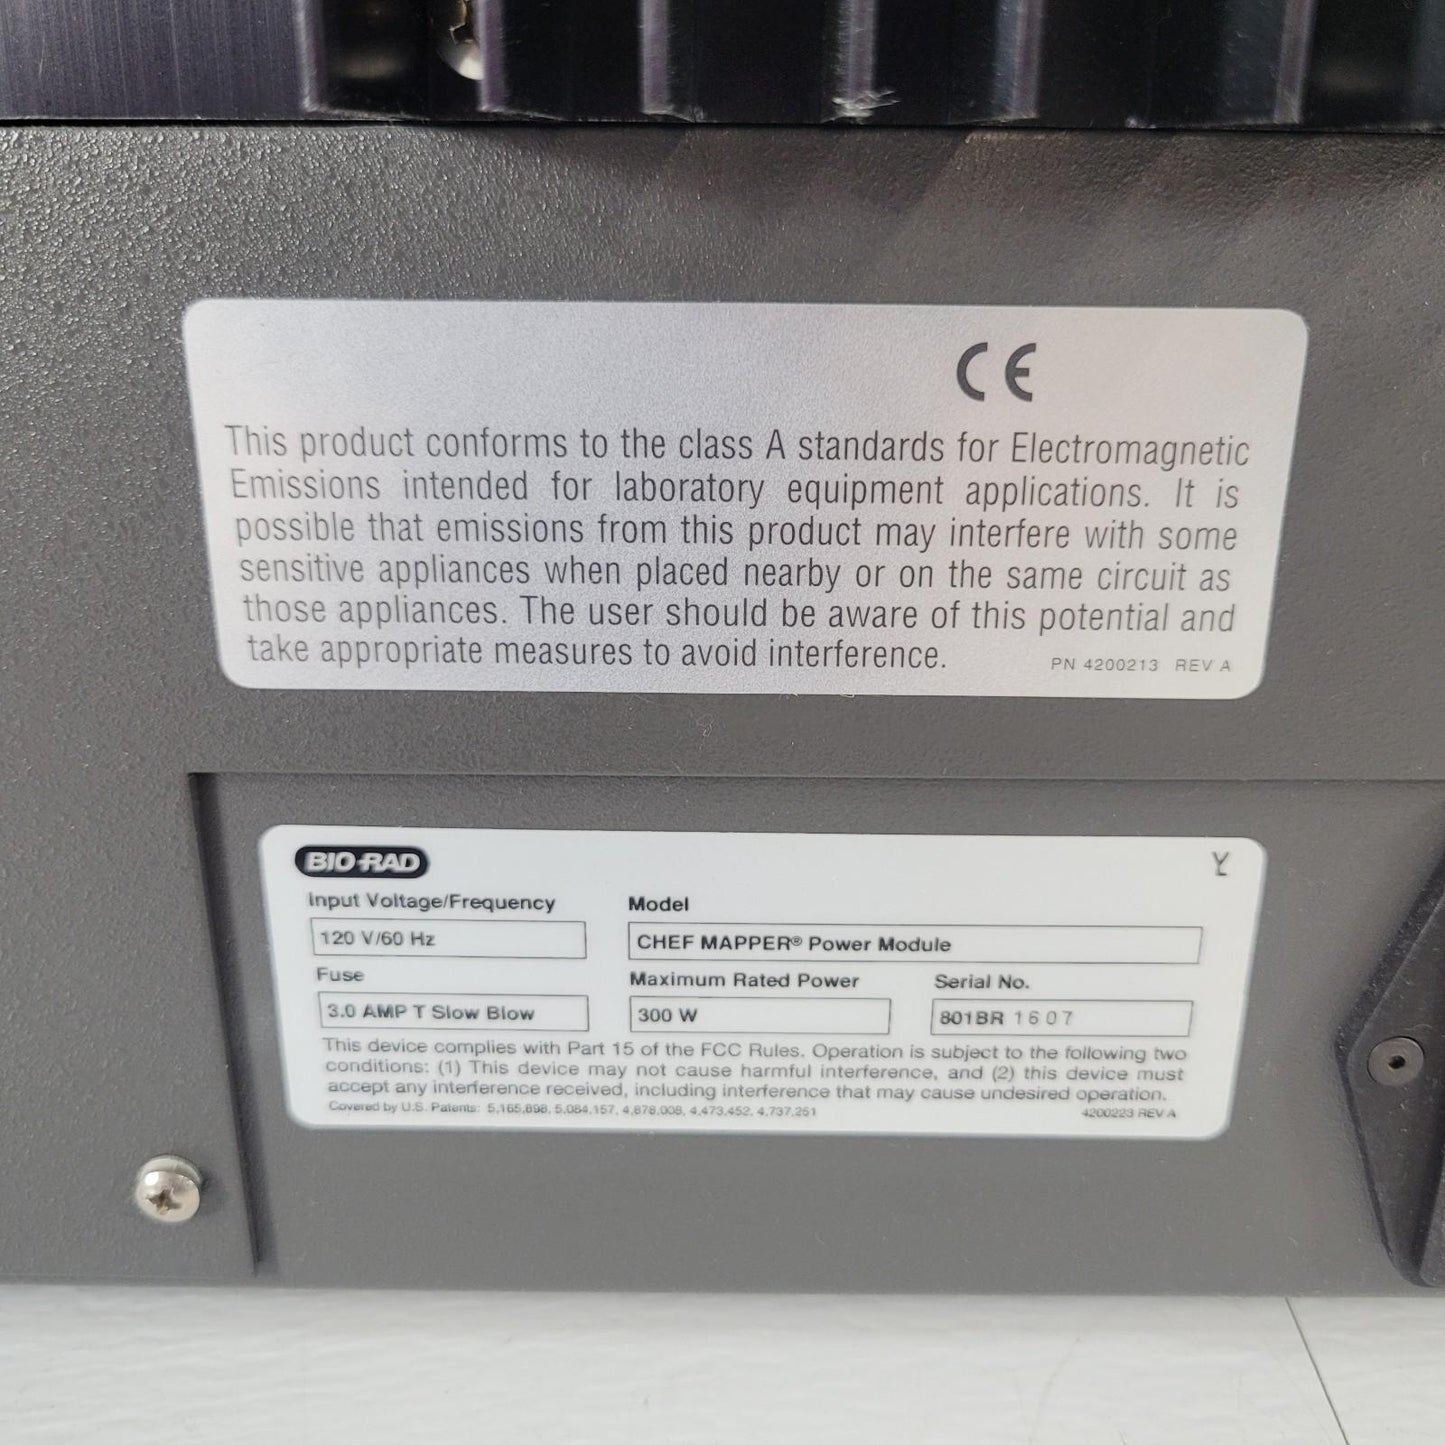 CE
This product conforms to the class A standards for Electromagnetic
Emissions intended for laboratory equipment applications. It is
possible that emissions from this product may interfere with some
sensitive appliances when placed nearby or on the same circuit as
those appliances. The user should be aware of this potential and
take appropriate measures to avoid interference. PN 4200213 REV A
BIO-RAD Y
Input Voltage/Frequency Model
120 V/60 Hz CHEF MAPPER® Power Module
Fuse Maximum Rated Power Serial No.
3.0 AMP T Slow Blow 300 W 801BR 1607
This device complies with Part 15 of the FCC Rules. Operation is subject to the following two
conditions: (1) This device may not cause harmful interference, and (2) this device must
accept any interference received, including interference that may cause undesired operation.
Covered by U.S. Patents: 5,165,898, 5,084,157, 4,878,008, 4,473,452, 4,737,251 4200223 REV A